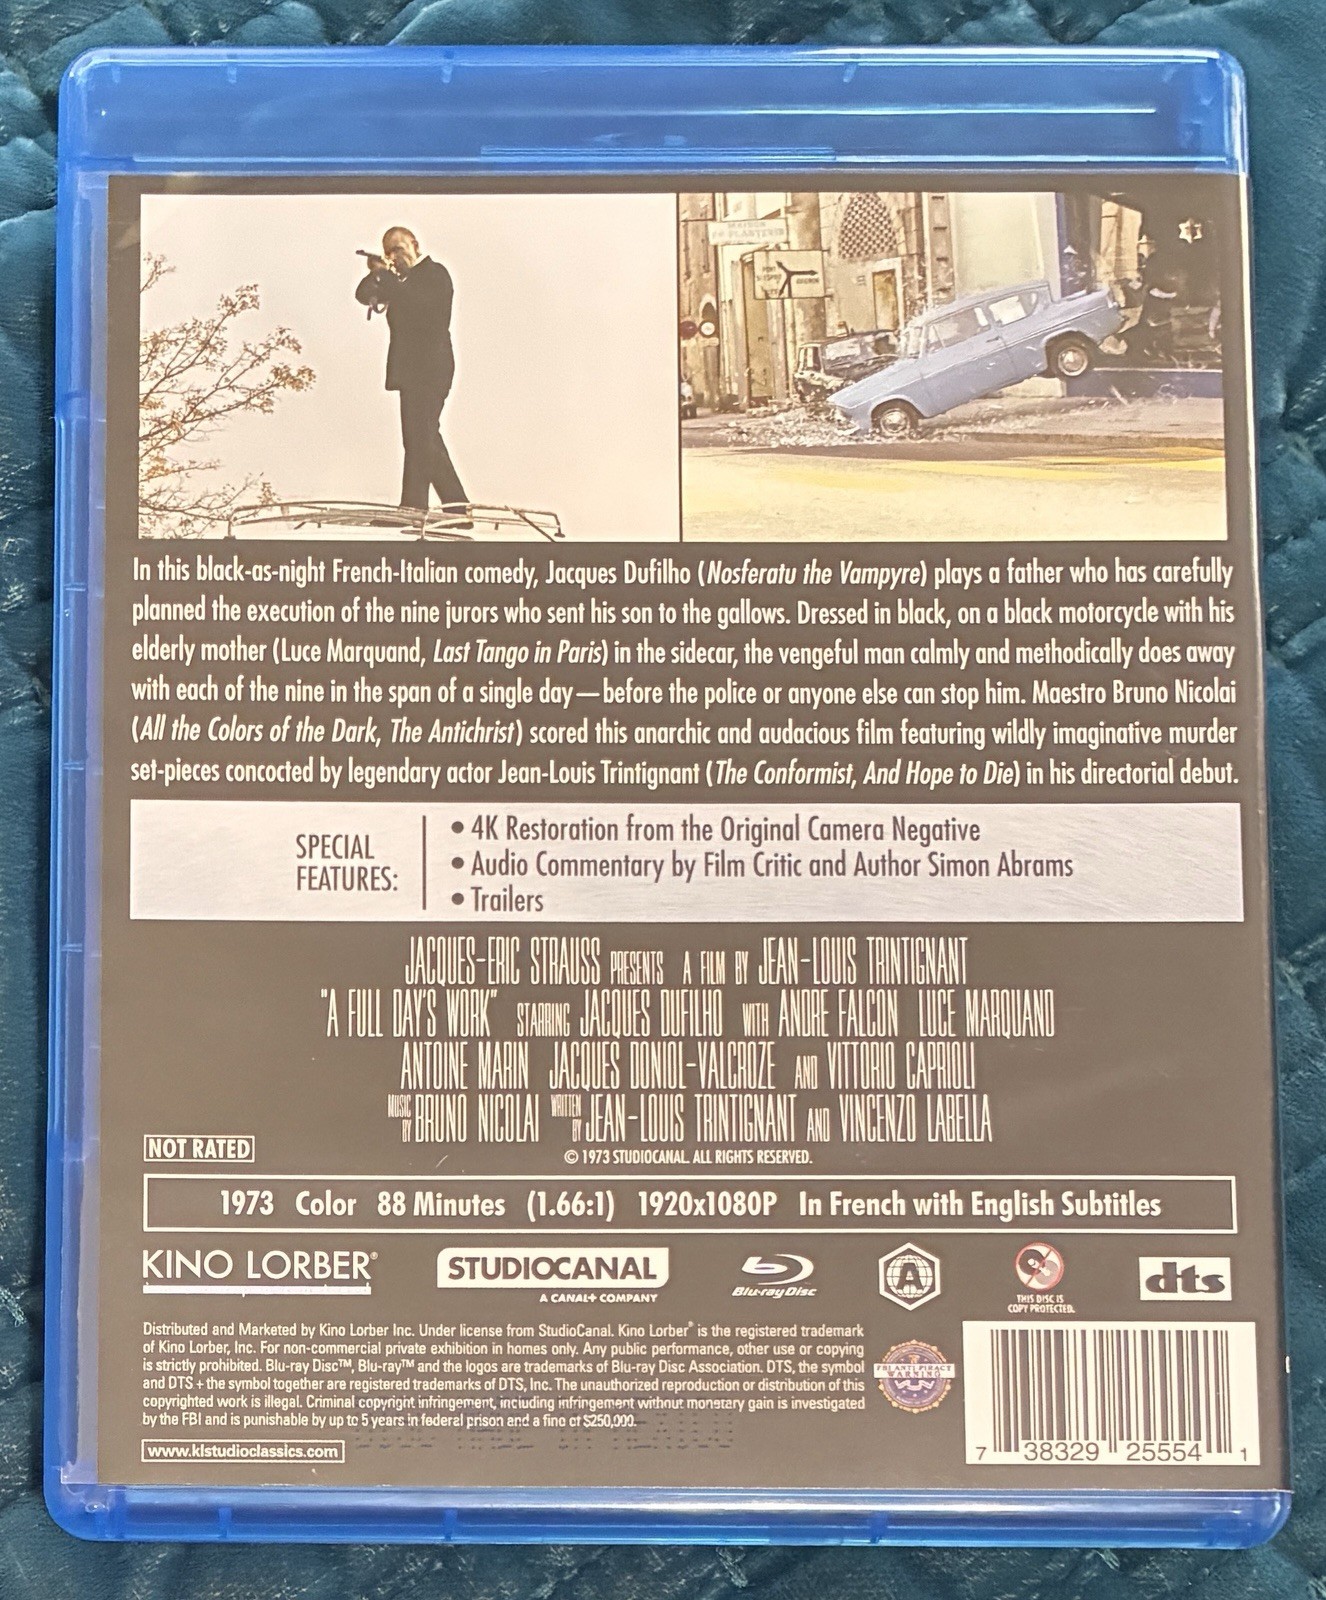 MAISON
In this black-as-night French-Italian comedy, Jacques Dufilho (Nosferatu the Vampyre) plays a father who has carefully
planned the execution of the nine jurors who sent his son to the gallows. Dressed in black, on a black motorcycle with his
elderly mother (Luce Marquand, Last Tango in Paris) in the sidecar, the vengeful man calmly and methodically does away
with each of the nine in the span of a single day—before the police or anyone else can stop him. Maestro Bruno Nicolai
(All the Colors of the Dark, The Antichrist) scored this anarchic and audacious film featuring wildly imaginative murder
set-pieces concocted by legendary actor Jean-Louis Trintignant (The Conformist, And Hope to Die) in his directorial debut.
SPECIAL
FEATURES:
• 4K Restoration from the Original Camera Negative
• Audio Commentary by Film Critic and Author Simon Abrams
• Trailers
JACQUES-ERIC STRAUSS PRESENTS A FILM BY JEAN-LOUIS TRINTIGNANT
"A FULL DAY'S WORK" STARRING JACQUES DUFILHO WITH ANDRE FALCON LUCE MARQUAND
ANTOINE MARIN JACQUES DONIOL-VALCROZE AND VITTORIO CAPRIOLI
MUSIC BY BRUNO NICOLAI WRITTEN BY JEAN-LOUIS TRINTIGNANT AND VINCENZO LABELLA
NOT RATED
© 1973 STUDIOCANAL. ALL RIGHTS RESERVED.
1973 Color 88 Minutes (1.66:1) 1920x1080P In French with English Subtitles
KINO LORBER®
STUDIOCANAL
A CANAL+ COMPANY
Blu-ray Disc
A
THIS DISC IS
COPY PROTECTED.
dts
Distributed and Marketed by Kino Lorber Inc. Under license from StudioCanal. Kino Lorber® is the registered trademark
of Kino Lorber, Inc. For non-commercial private exhibition in homes only. Any public performance, other use or copying
is strictly prohibited. Blu-ray Disc™, Blu-ray™ and the logos are trademarks of Blu-ray Disc Association. DTS, the symbol
and DTS + the symbol together are registered trademarks of DTS, Inc. The unauthorized reproduction or distribution of this
copyrighted work is illegal. Criminal copyright infringement, including infringement without monetary gain is investigated
by the FBI and is punishable by up to 5 years in federal prison and a fine of $250,000.
FBI ANTI-PIRACY
WARNING
www.klstudioclassics.com
7 38329 25554 1